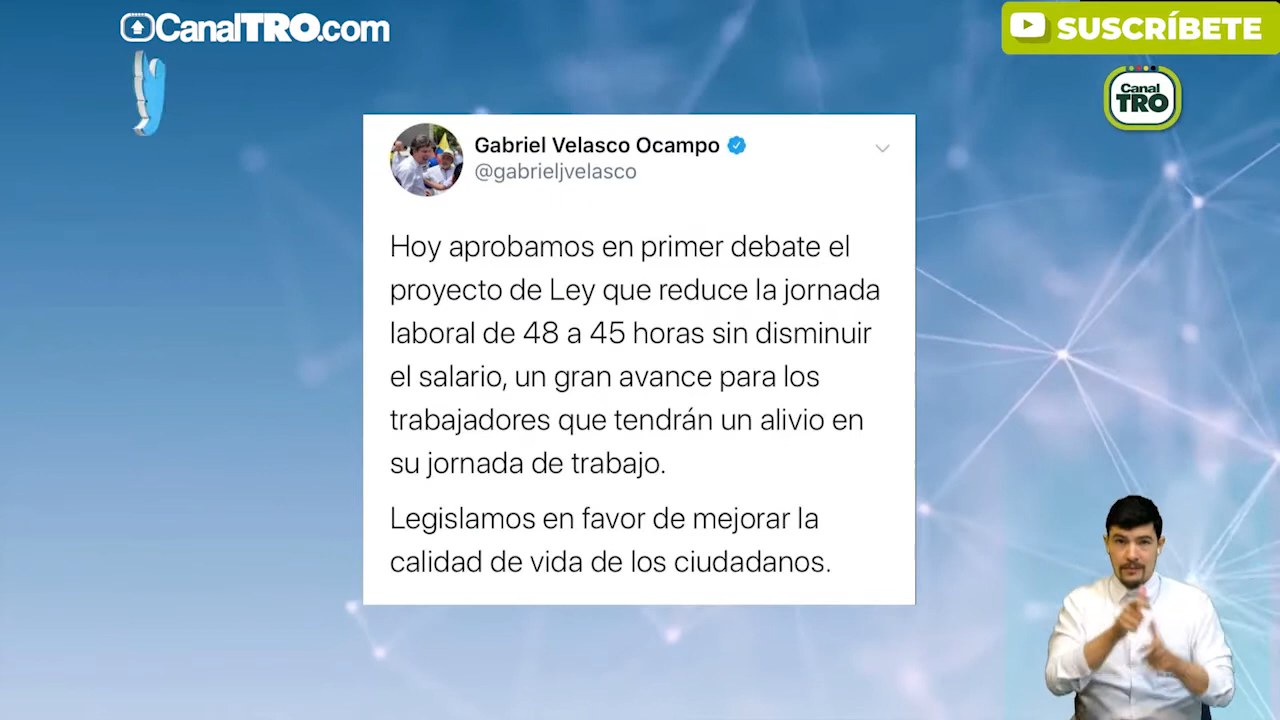 CanalTRO.com
SUSCRÍBETE
Canal
TRO
Gabriel Velasco Ocampo
@gabrieljvelasco
Hoy aprobamos en primer debate el
proyecto de Ley que reduce la jornada
laboral de 48 a 45 horas sin disminuir
el salario, un gran avance para los
trabajadores que tendrán un alivio en
su jornada de trabajo.
Legislamos en favor de mejorar la
calidad de vida de los ciudadanos.